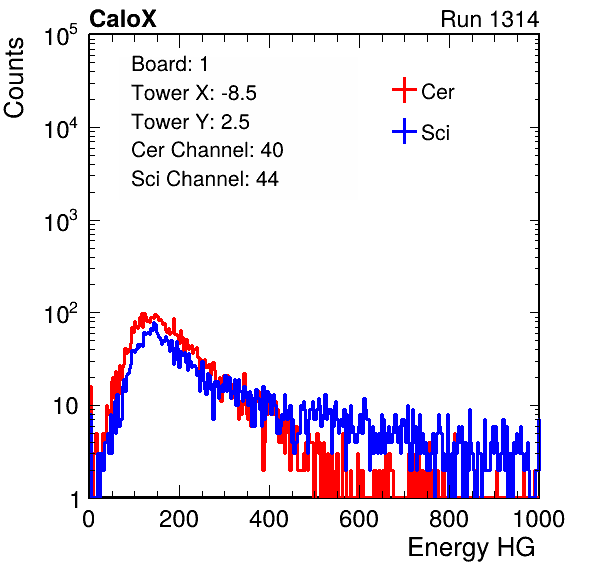 CaloX Run 1314
Counts
Board: 1
Tower X: -8.5
Tower Y: 2.5
Cer Channel: 40
Sci Channel: 44
Cer
Sci
10^5
10^4
10^3
10^2
10
1
0 200 400 600 800 1000
Energy HG